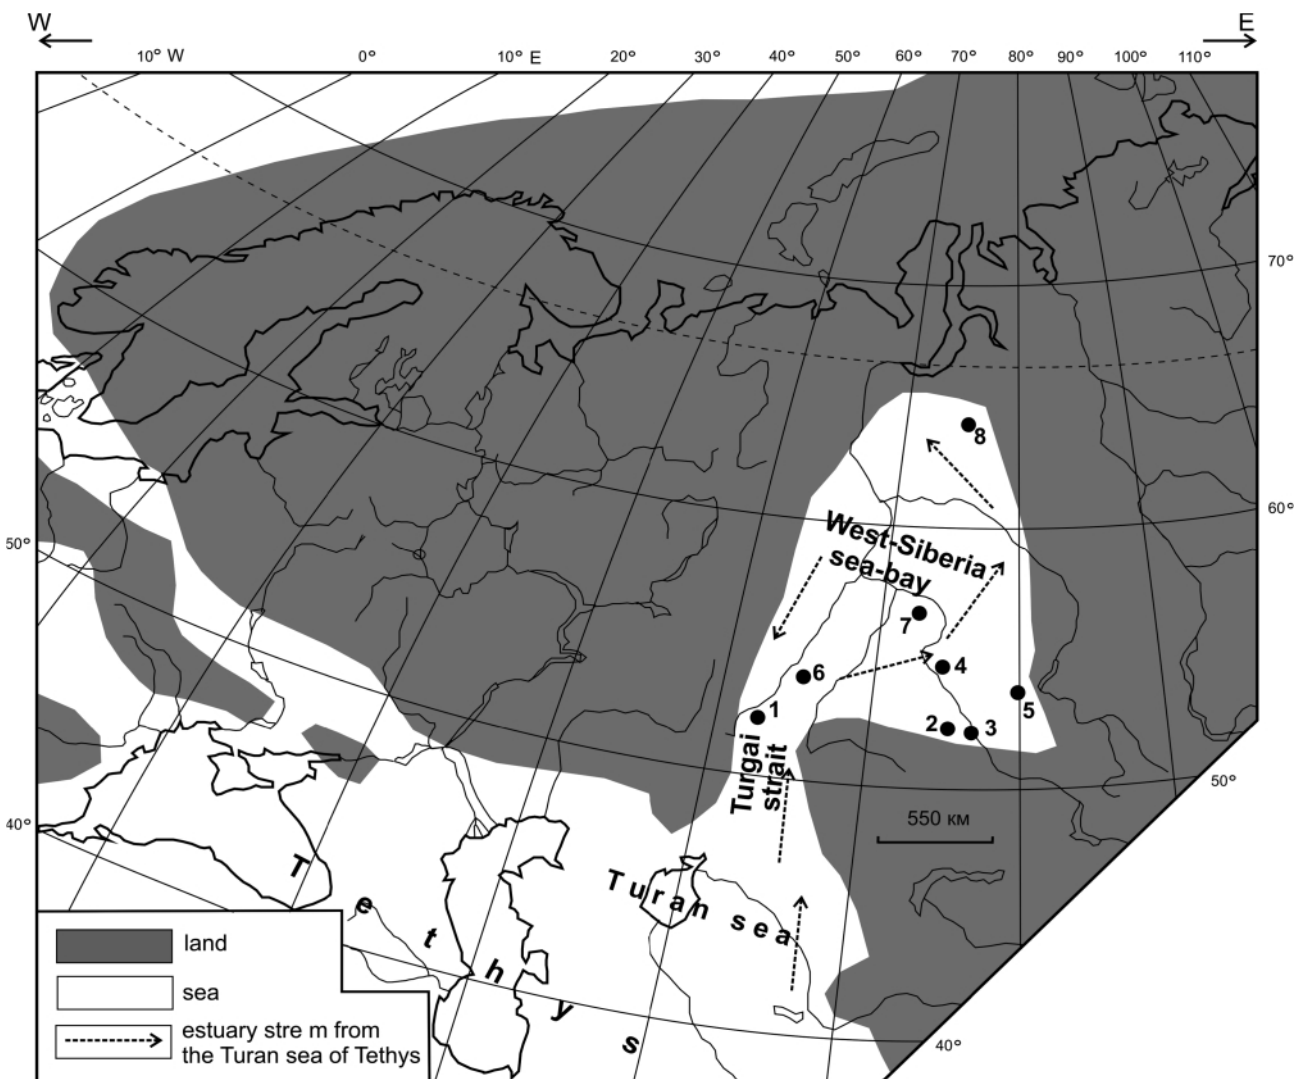 W
E
10° W
0°
10° E
20°
30°
40°
50°
60°
70°
80°
90°
100°
110°
70°
60°
50°
50°
40°
40°
8
West-Siberia
sea-bay
7
4
6
5
1
2
3
Turgai
strait
550 км
Turan sea
Tethys
land
sea
estuary stre m from
the Turan sea of Tethys